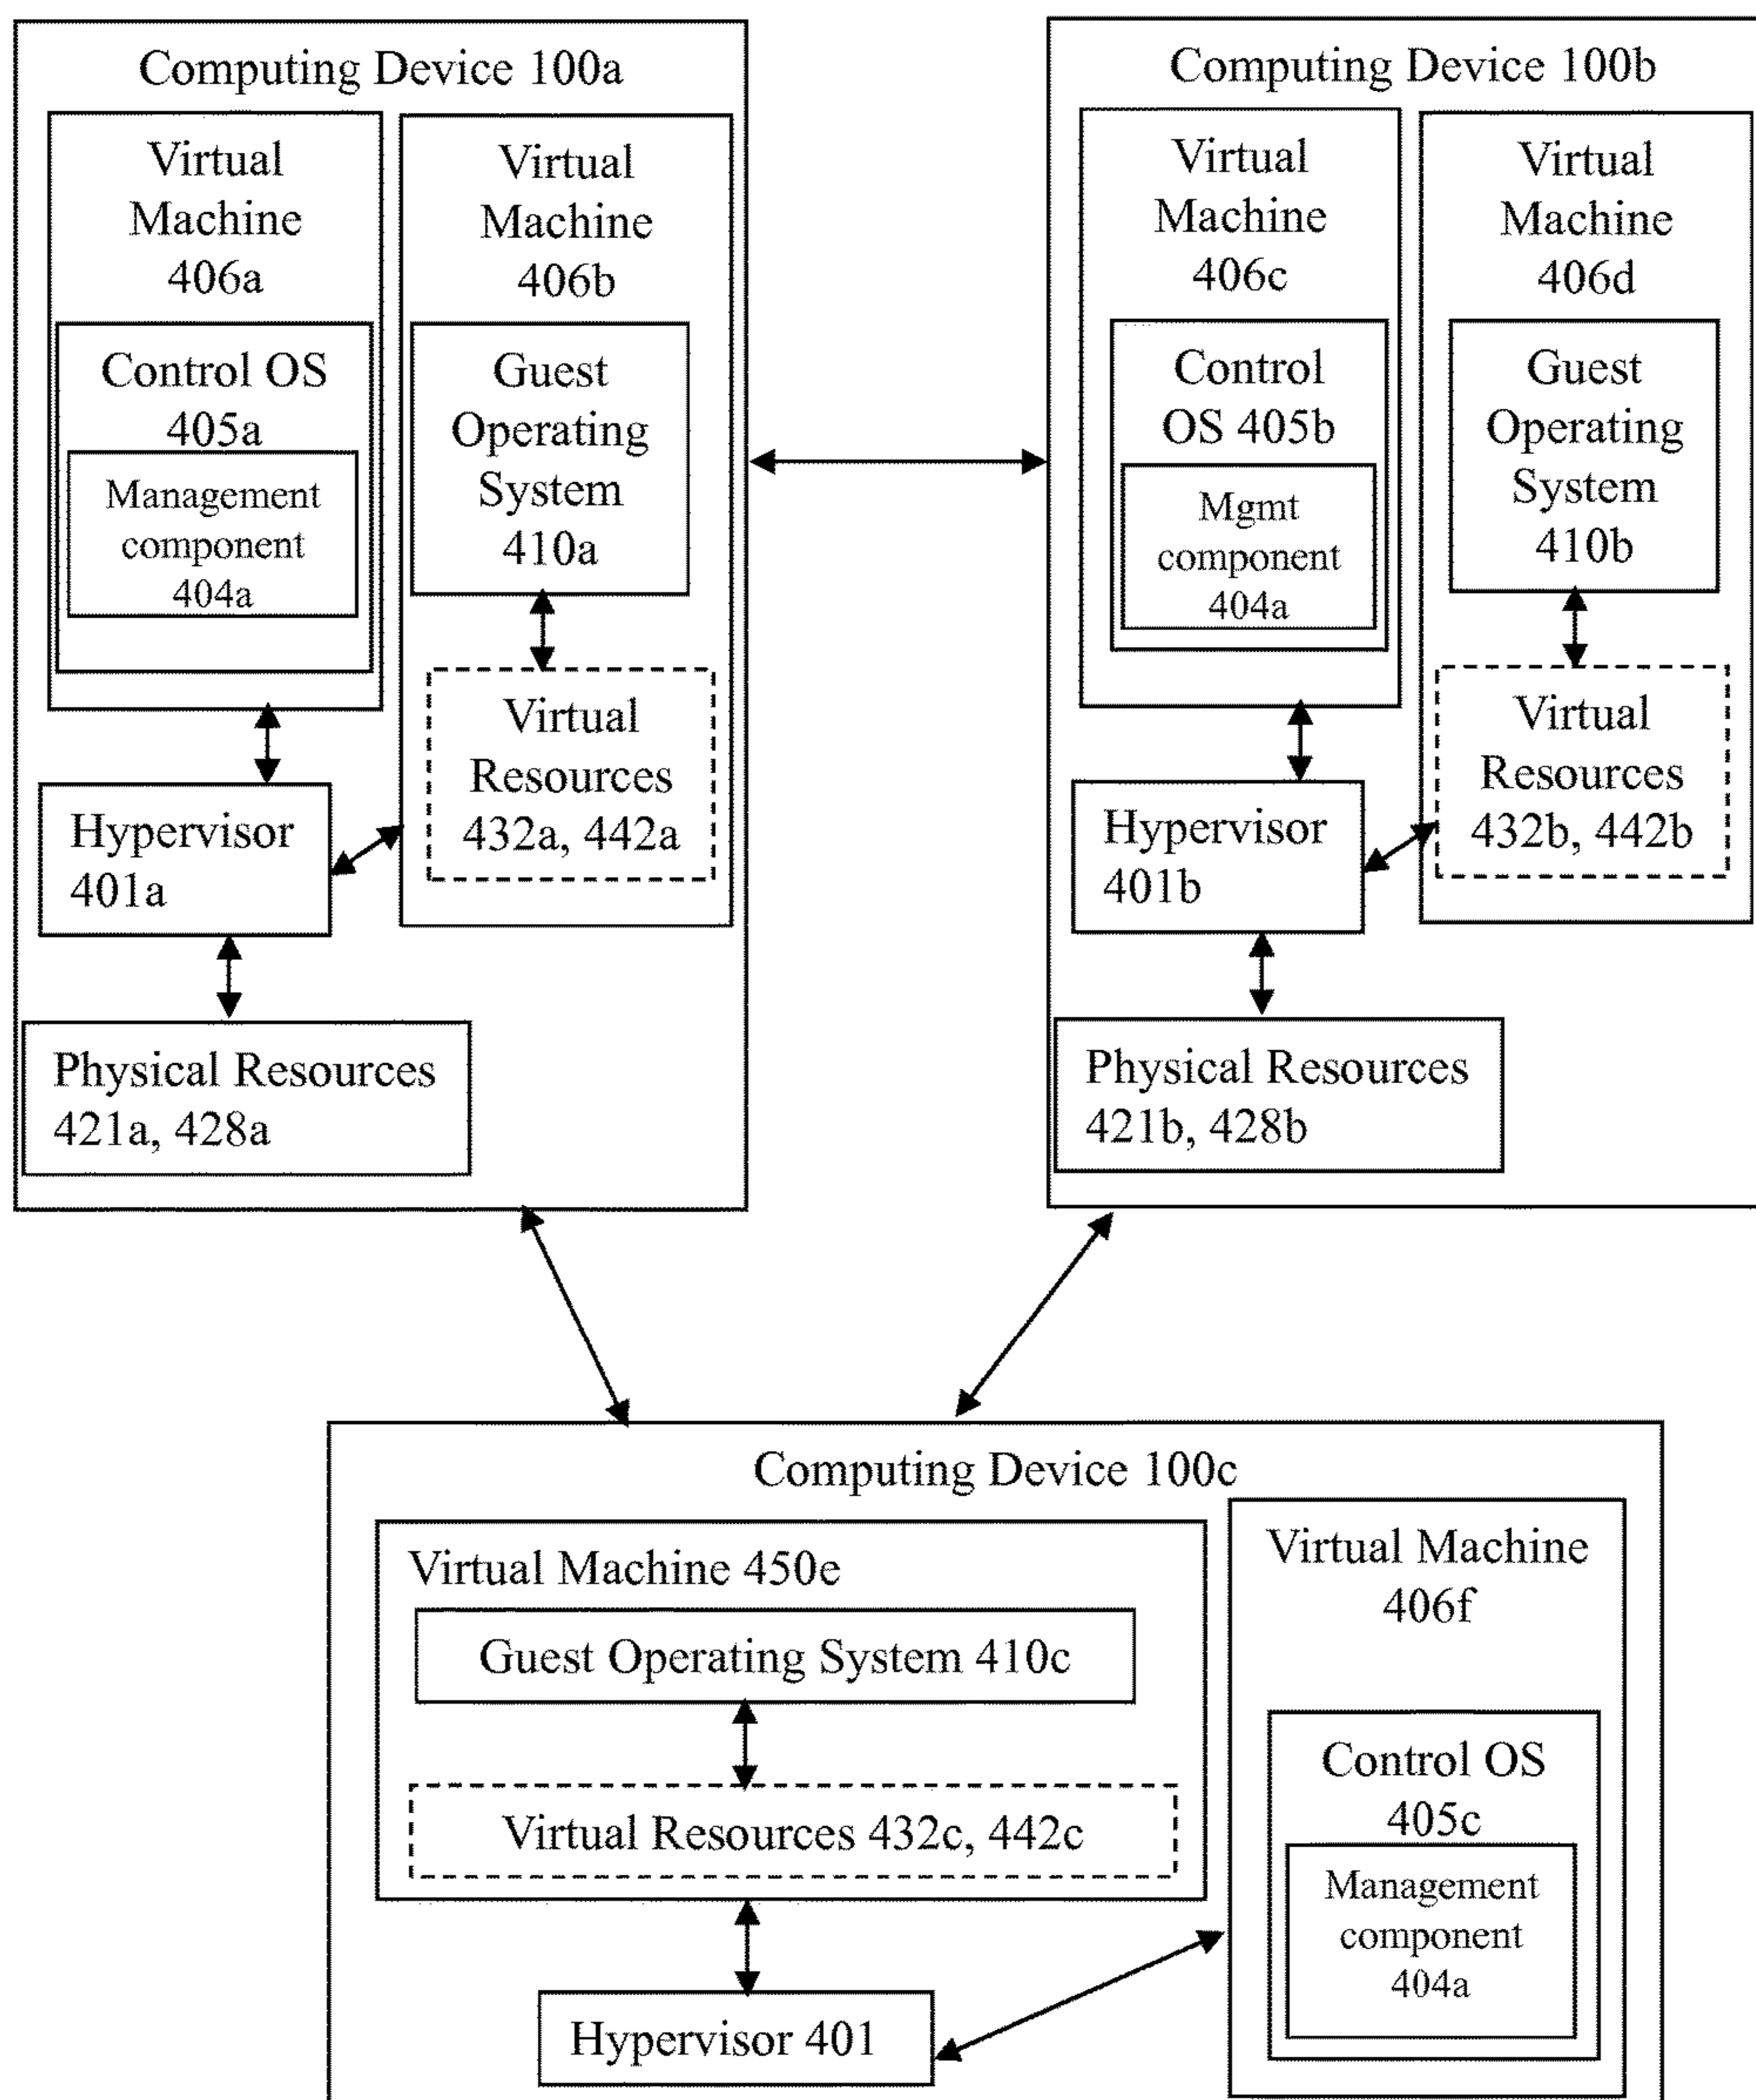 Computing Device 100a
Virtual
Machine
406a
Control OS
405a
Management
component
404a
Virtual
Machine
406b
Guest
Operating
System
410a
Virtual
Resources
432a, 442a
Hypervisor
401a
Physical Resources
421a, 428a
Computing Device 100b
Virtual
Machine
406c
Control
OS 405b
Mgmt
component
404a
Virtual
Machine
406d
Guest
Operating
System
410b
Virtual
Resources
432b, 442b
Hypervisor
401b
Physical Resources
421b, 428b
Computing Device 100c
Virtual Machine 450e
Guest Operating System 410c
Virtual Resources 432c, 442c
Hypervisor 401
Virtual Machine
406f
Control OS
405c
Management
component
404a